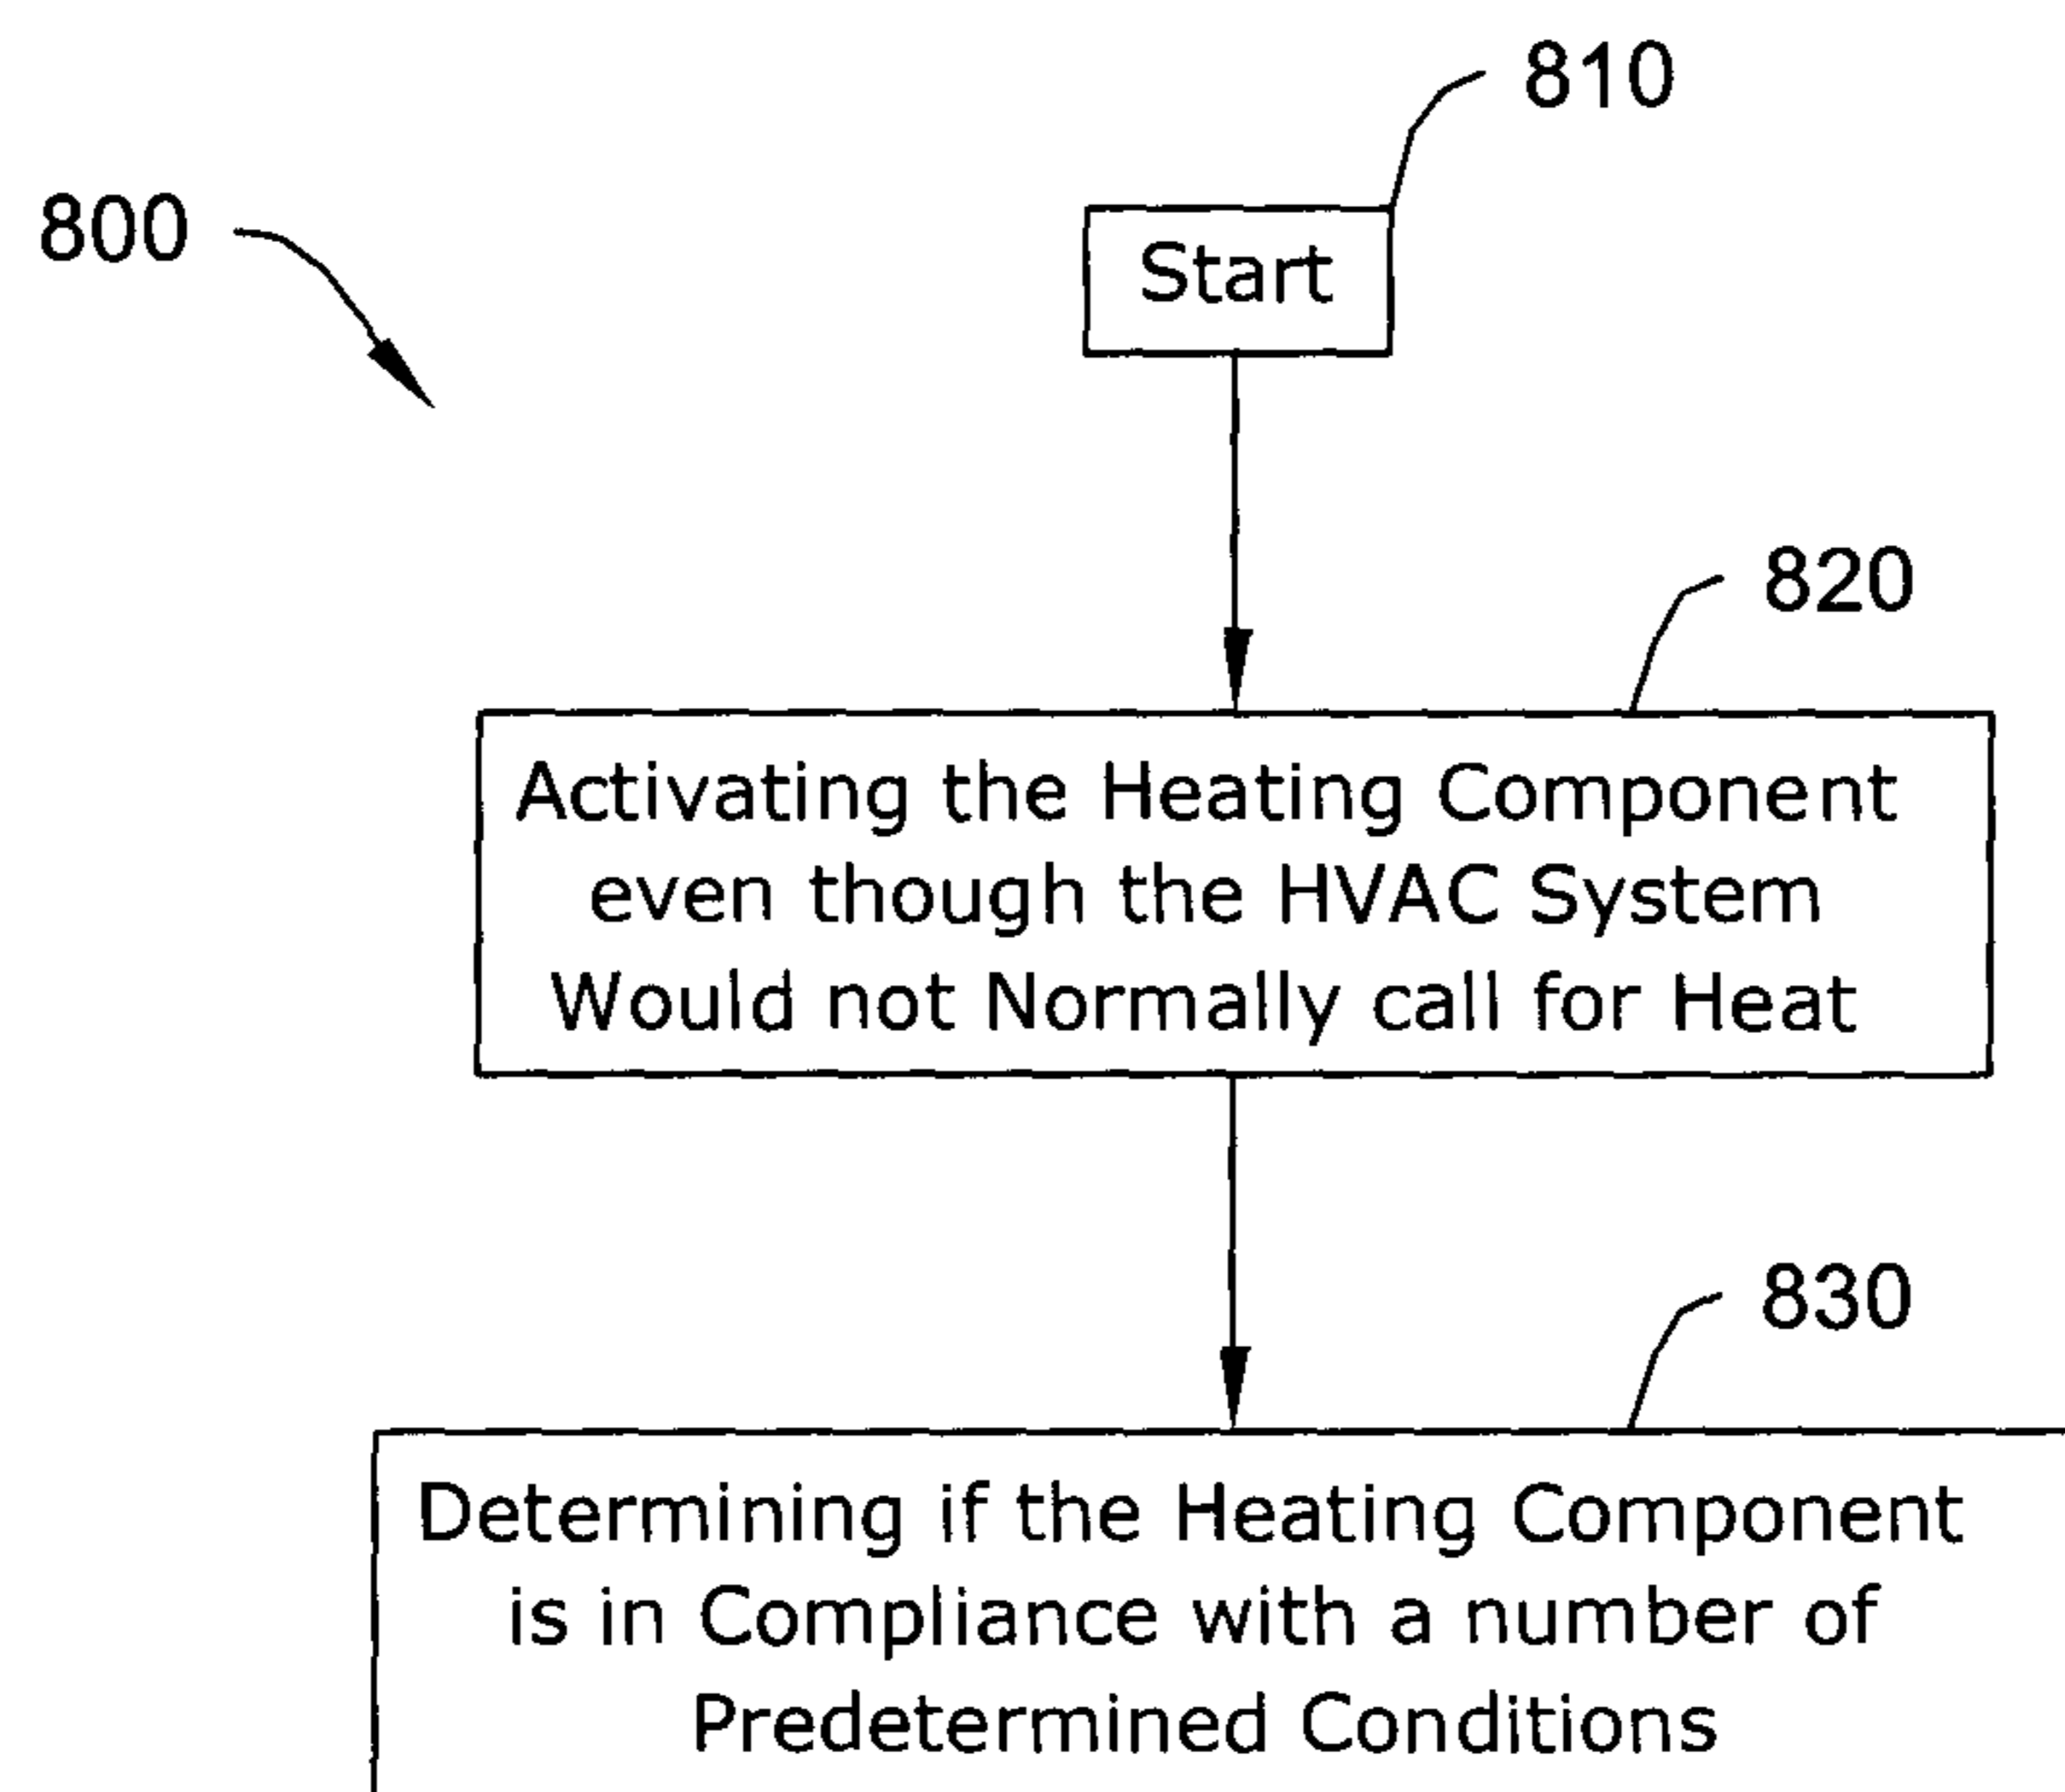 810
800
Start
820
Activating the Heating Component
even though the HVAC System
Would not Normally call for Heat
830
Determining if the Heating Component
is in Compliance with a number of
Predetermined Conditions